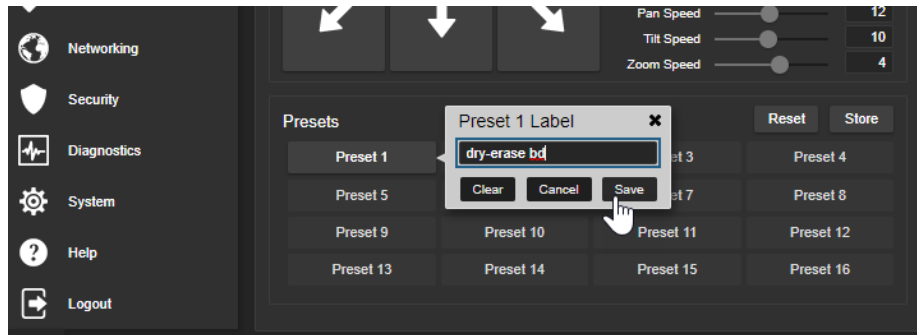 Networking
Security
Diagnostics
System
Help
Logout
Pan Speed 12
Tilt Speed 10
Zoom Speed 4
Presets Reset Store
Preset 1 Label
dry-erase bd
Clear Cancel Save
Preset 1 et 3 Preset 4
Preset 5 et 7 Preset 8
Preset 9 Preset 10 Preset 11 Preset 12
Preset 13 Preset 14 Preset 15 Preset 16